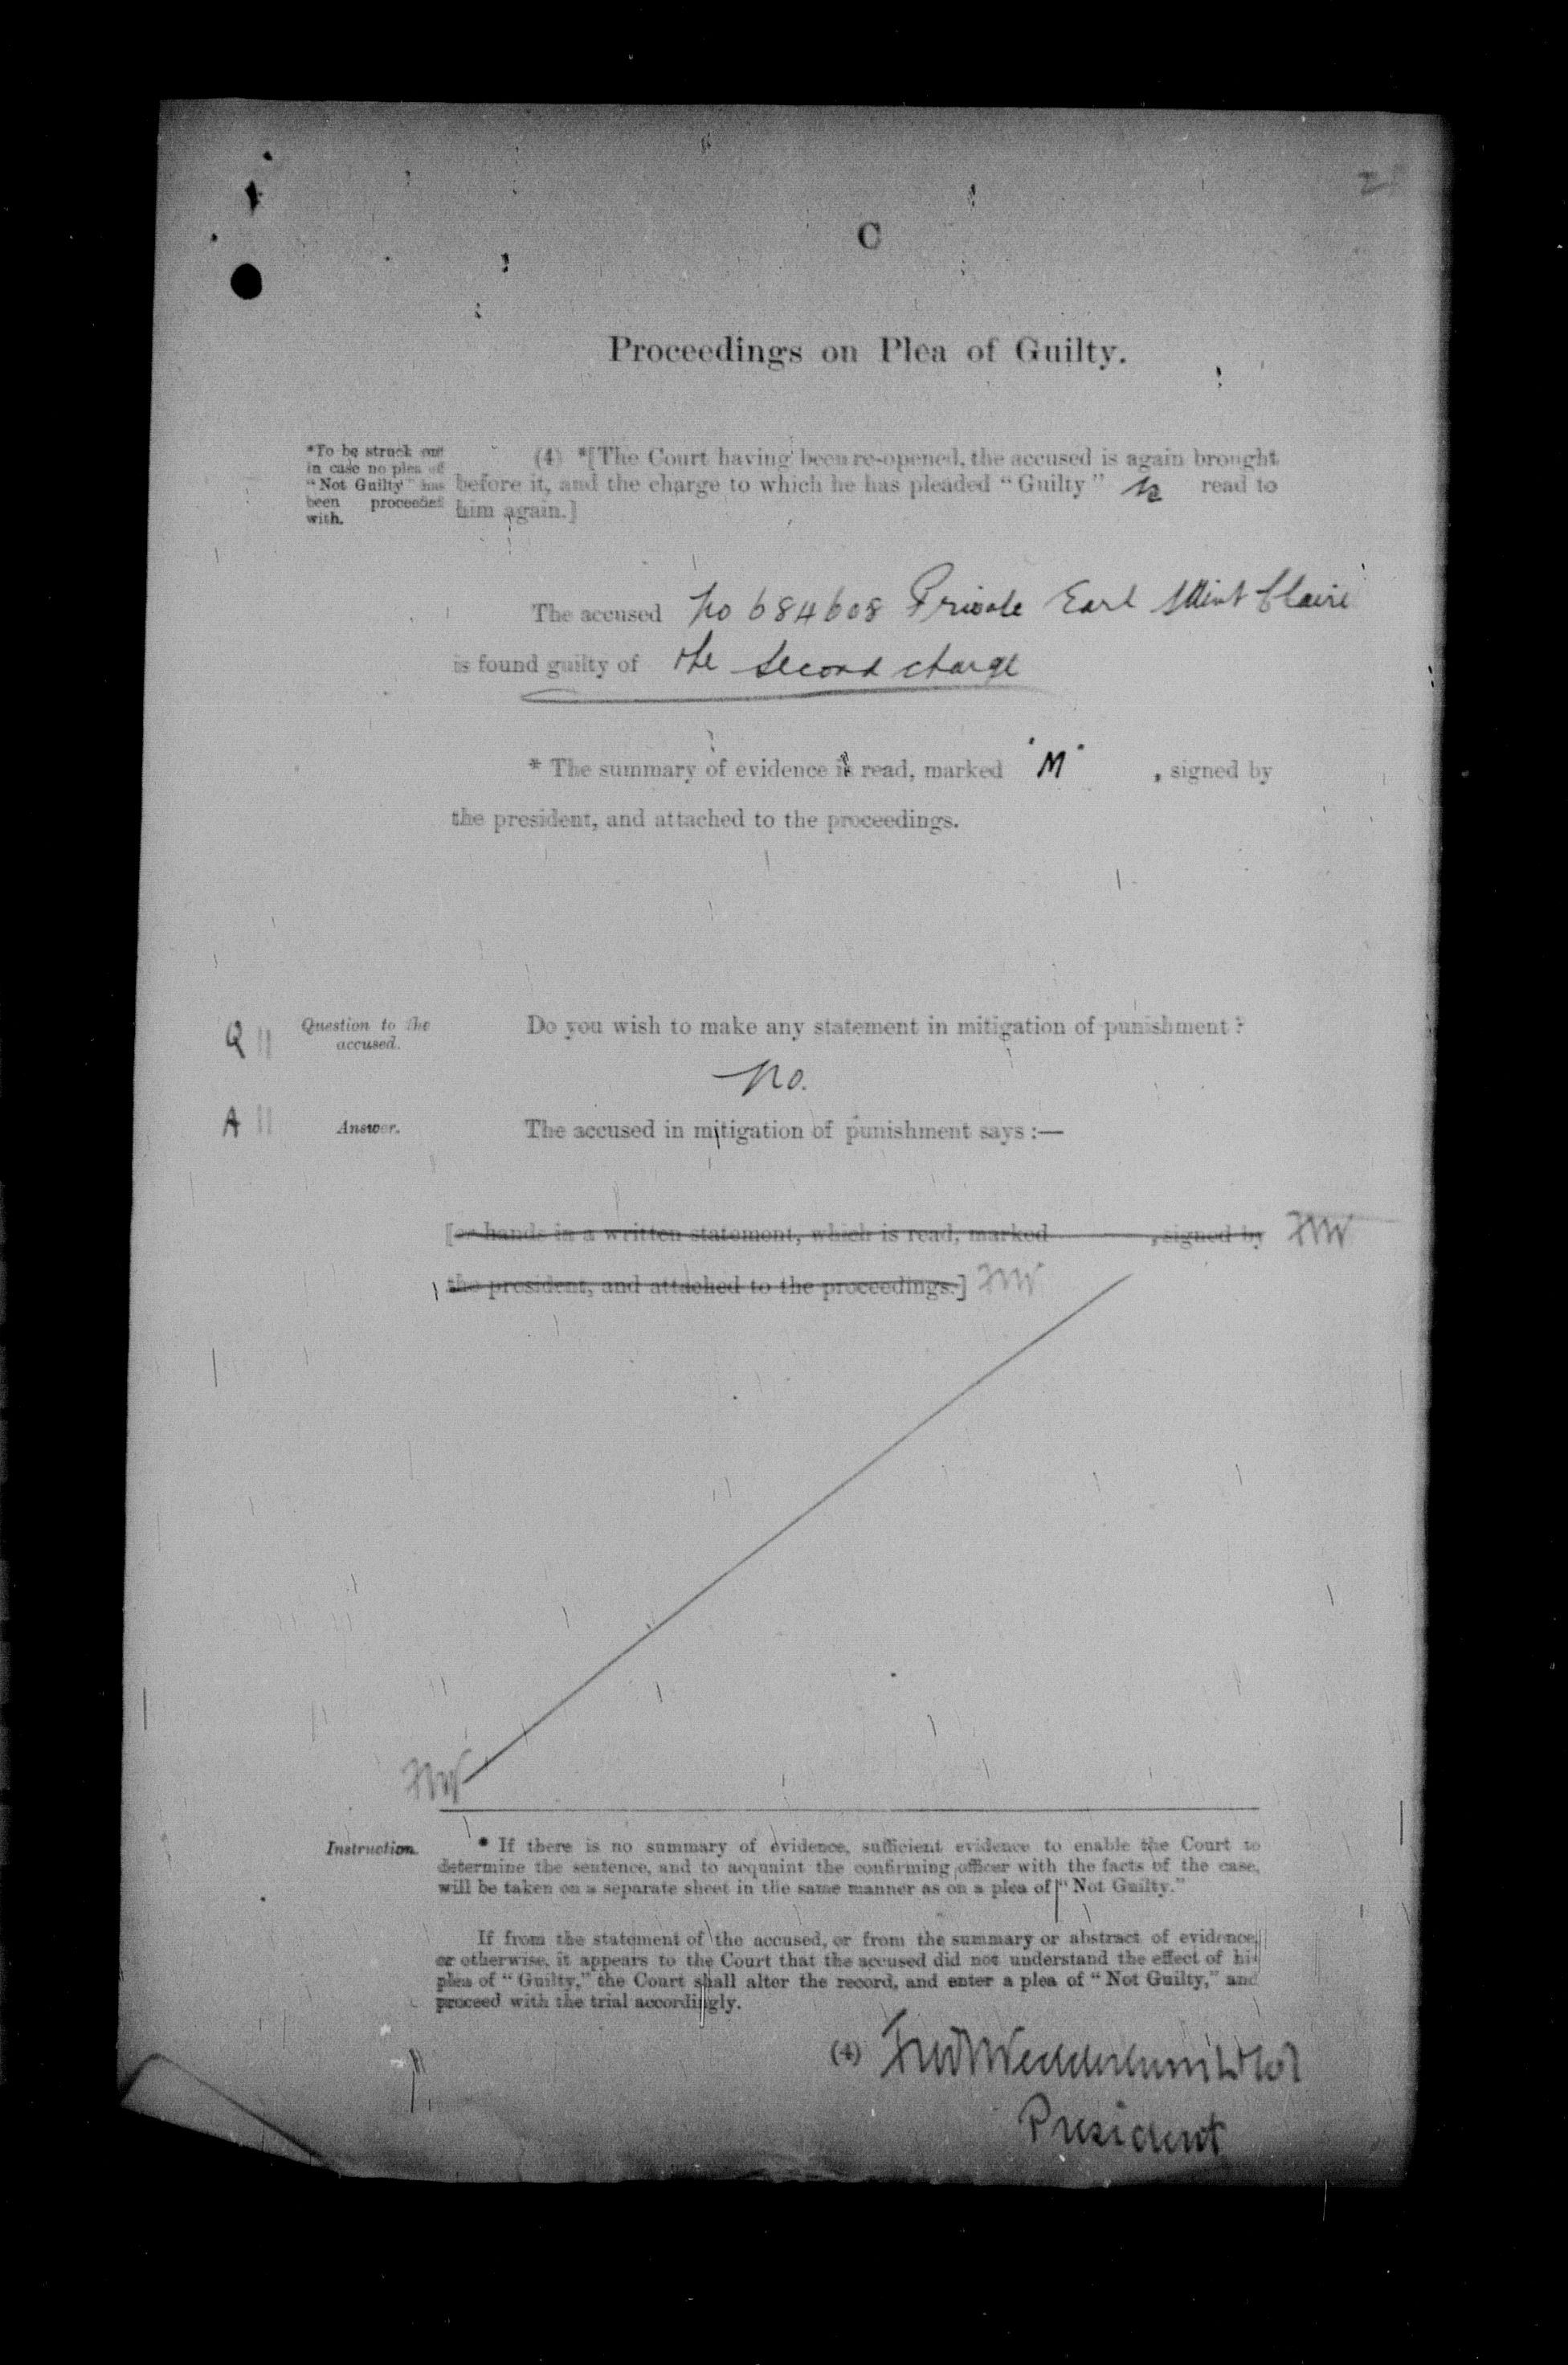 C
Proceedings on Plea of Guilty.
*To be struck out
in case no plea of
"Not Guilty" has
been proceeded
with.
(4) *[The Court having been re-opened, the accused is again brought
before it, and the charge to which he has pleaded "Guilty" is read to
him again.]
The accused No 684608 Private Earl Claire
is found guilty of the second charge
* The summary of evidence is read, marked "M" , signed by
the president, and attached to the proceedings.
Q Question to the
accused.
Do you wish to make any statement in mitigation of punishment ?
No.
A Answer. The accused in mitigation of punishment says :—
[or hands in a written statement, which is read, marked , signed by FMW
the president, and attached to the proceedings.] FMW
FMW
Instruction.
* If there is no summary of evidence, sufficient evidence to enable the Court to
determine the sentence, and to acquaint the confirming officer with the facts of the case,
will be taken on a separate sheet in the same manner as on a plea of "Not Guilty."
If from the statement of the accused, or from the summary or abstract of evidence,
or otherwise, it appears to the Court that the accused did not understand the effect of his
plea of "Guilty," the Court shall alter the record, and enter a plea of "Not Guilty," and
proceed with the trial accordingly.
(4)
President